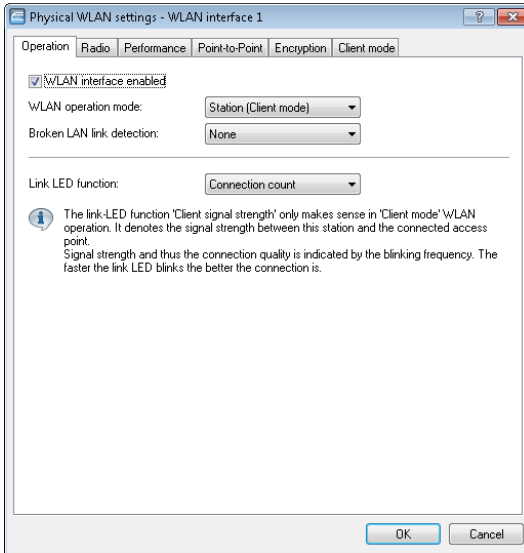 Physical WLAN settings - WLAN interface 1
Operation Radio Performance Point-to-Point Encryption Client mode
WLAN interface enabled
WLAN operation mode: Station (Client mode)
Broken LAN link detection: None
Link LED function: Connection count
The link-LED function 'Client signal strength' only makes sense in 'Client mode' WLAN
operation. It denotes the signal strength between this station and the connected access
point.
Signal strength and thus the connection quality is indicated by the blinking frequency. The
faster the link LED blinks the better the connection is.
OK Cancel